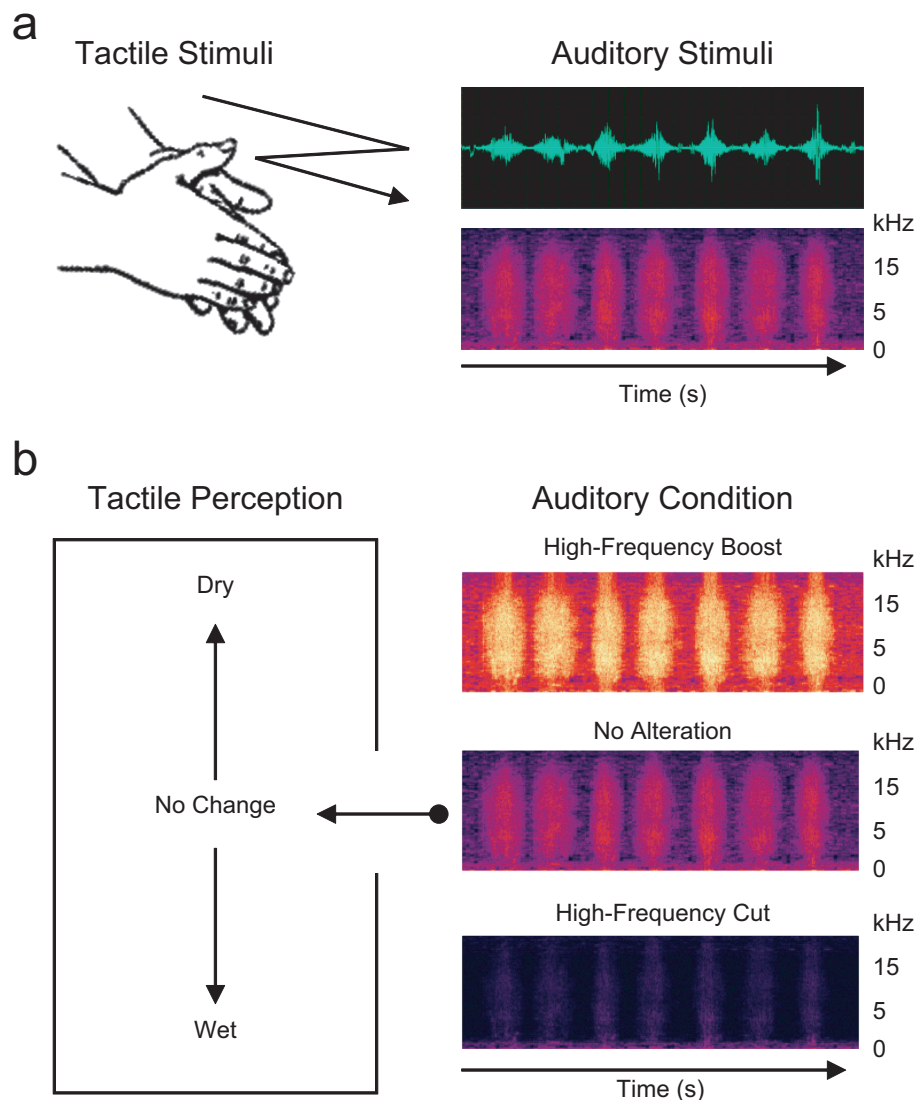 a
Tactile Stimuli
Auditory Stimuli
kHz
15
5
0
Time (s)
b
Tactile Perception
Auditory Condition
High-Frequency Boost
kHz
Dry
15
5
0
No Alteration
kHz
15
No Change
5
0
High-Frequency Cut
kHz
15
Wet
5
0
Time (s)